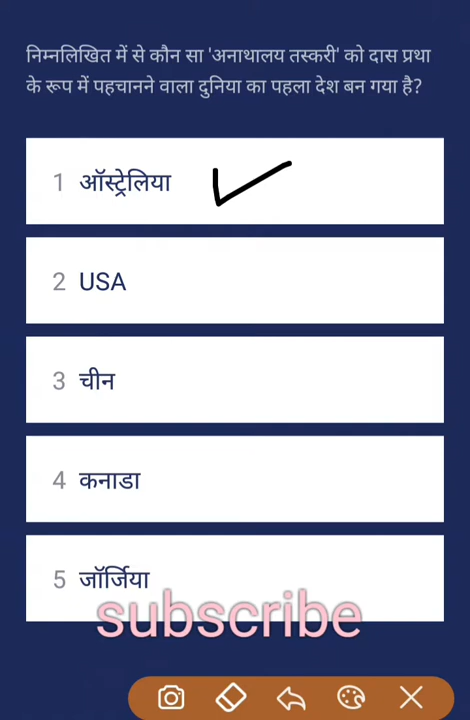 निम्नलिखित में से कौन सा 'अनाथालय तस्करी' को दास प्रथा
के रूप में पहचानने वाला दुनिया का पहला देश बन गया है?
1 ऑस्ट्रेलिया
2 USA
3 चीन
4 कनाडा
5 जॉर्जिया
subscribe